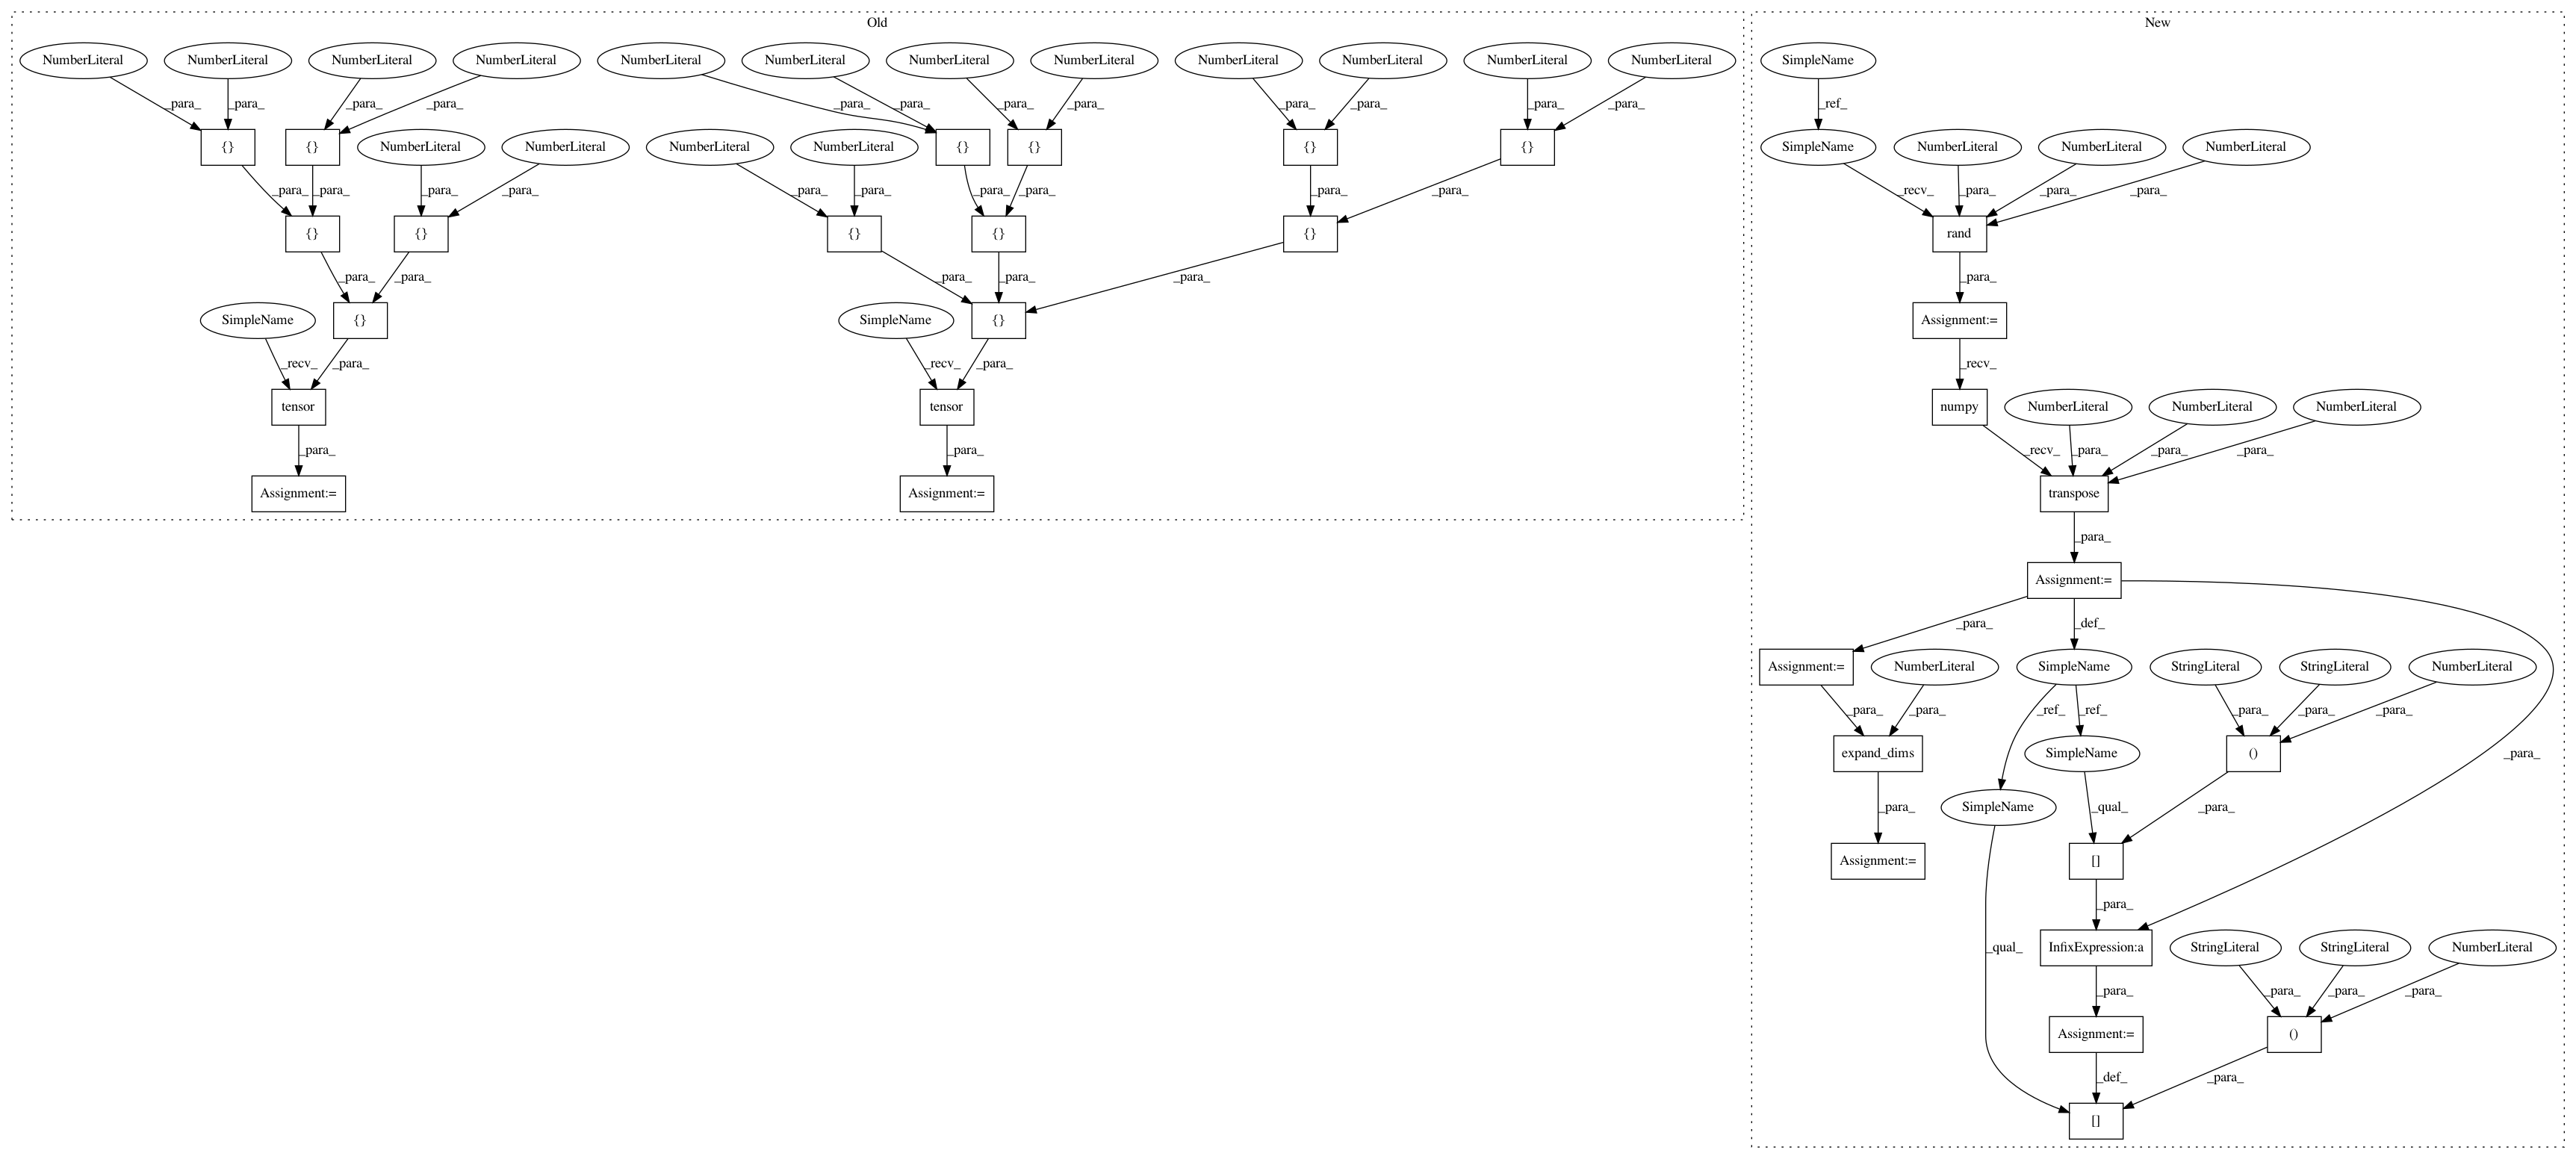 Old
New
NumberLiteral NumberLiteral NumberLiteral NumberLiteral NumberLiteral NumberLiteral NumberLiteral NumberLiteral NumberLiteral NumberLiteral NumberLiteral NumberLiteral SimpleName
_para_ _para_ _para_ _para_ _para_ _para_ _para_ _para_ _para_ _para_ _para_ _para_ _ref_
{} {} NumberLiteral NumberLiteral NumberLiteral NumberLiteral {} {} {} {} SimpleName NumberLiteral NumberLiteral NumberLiteral
_para_ _para_ _para_ _para_ _para_ _para_ _para_ _para_ _para_ _para_ _recv_ _para_ _para_ _para_
{} {} {} {} {} rand
_para_ _para_ _para_ _para_ _para_ _para_
SimpleName {} SimpleName {} Assignment:=
_recv_ _para_ _recv_ _para_ _recv_
tensor tensor numpy NumberLiteral NumberLiteral NumberLiteral
_para_ _para_ _recv_ _para_ _para_ _para_
Assignment:= Assignment:= transpose
_para_
Assignment:=
_para_ _def_
Assignment:= NumberLiteral SimpleName StringLiteral StringLiteral NumberLiteral
_para_ _para_ _ref_ _ref_ _para_ _para_ _para_
expand_dims SimpleName () _para_
_para_ SimpleName _qual_ _para_
Assignment:= []
_para_
_qual_ InfixExpression:a StringLiteral StringLiteral NumberLiteral
_para_ _para_ _para_ _para_
Assignment:= ()
_def_ _para_
[]